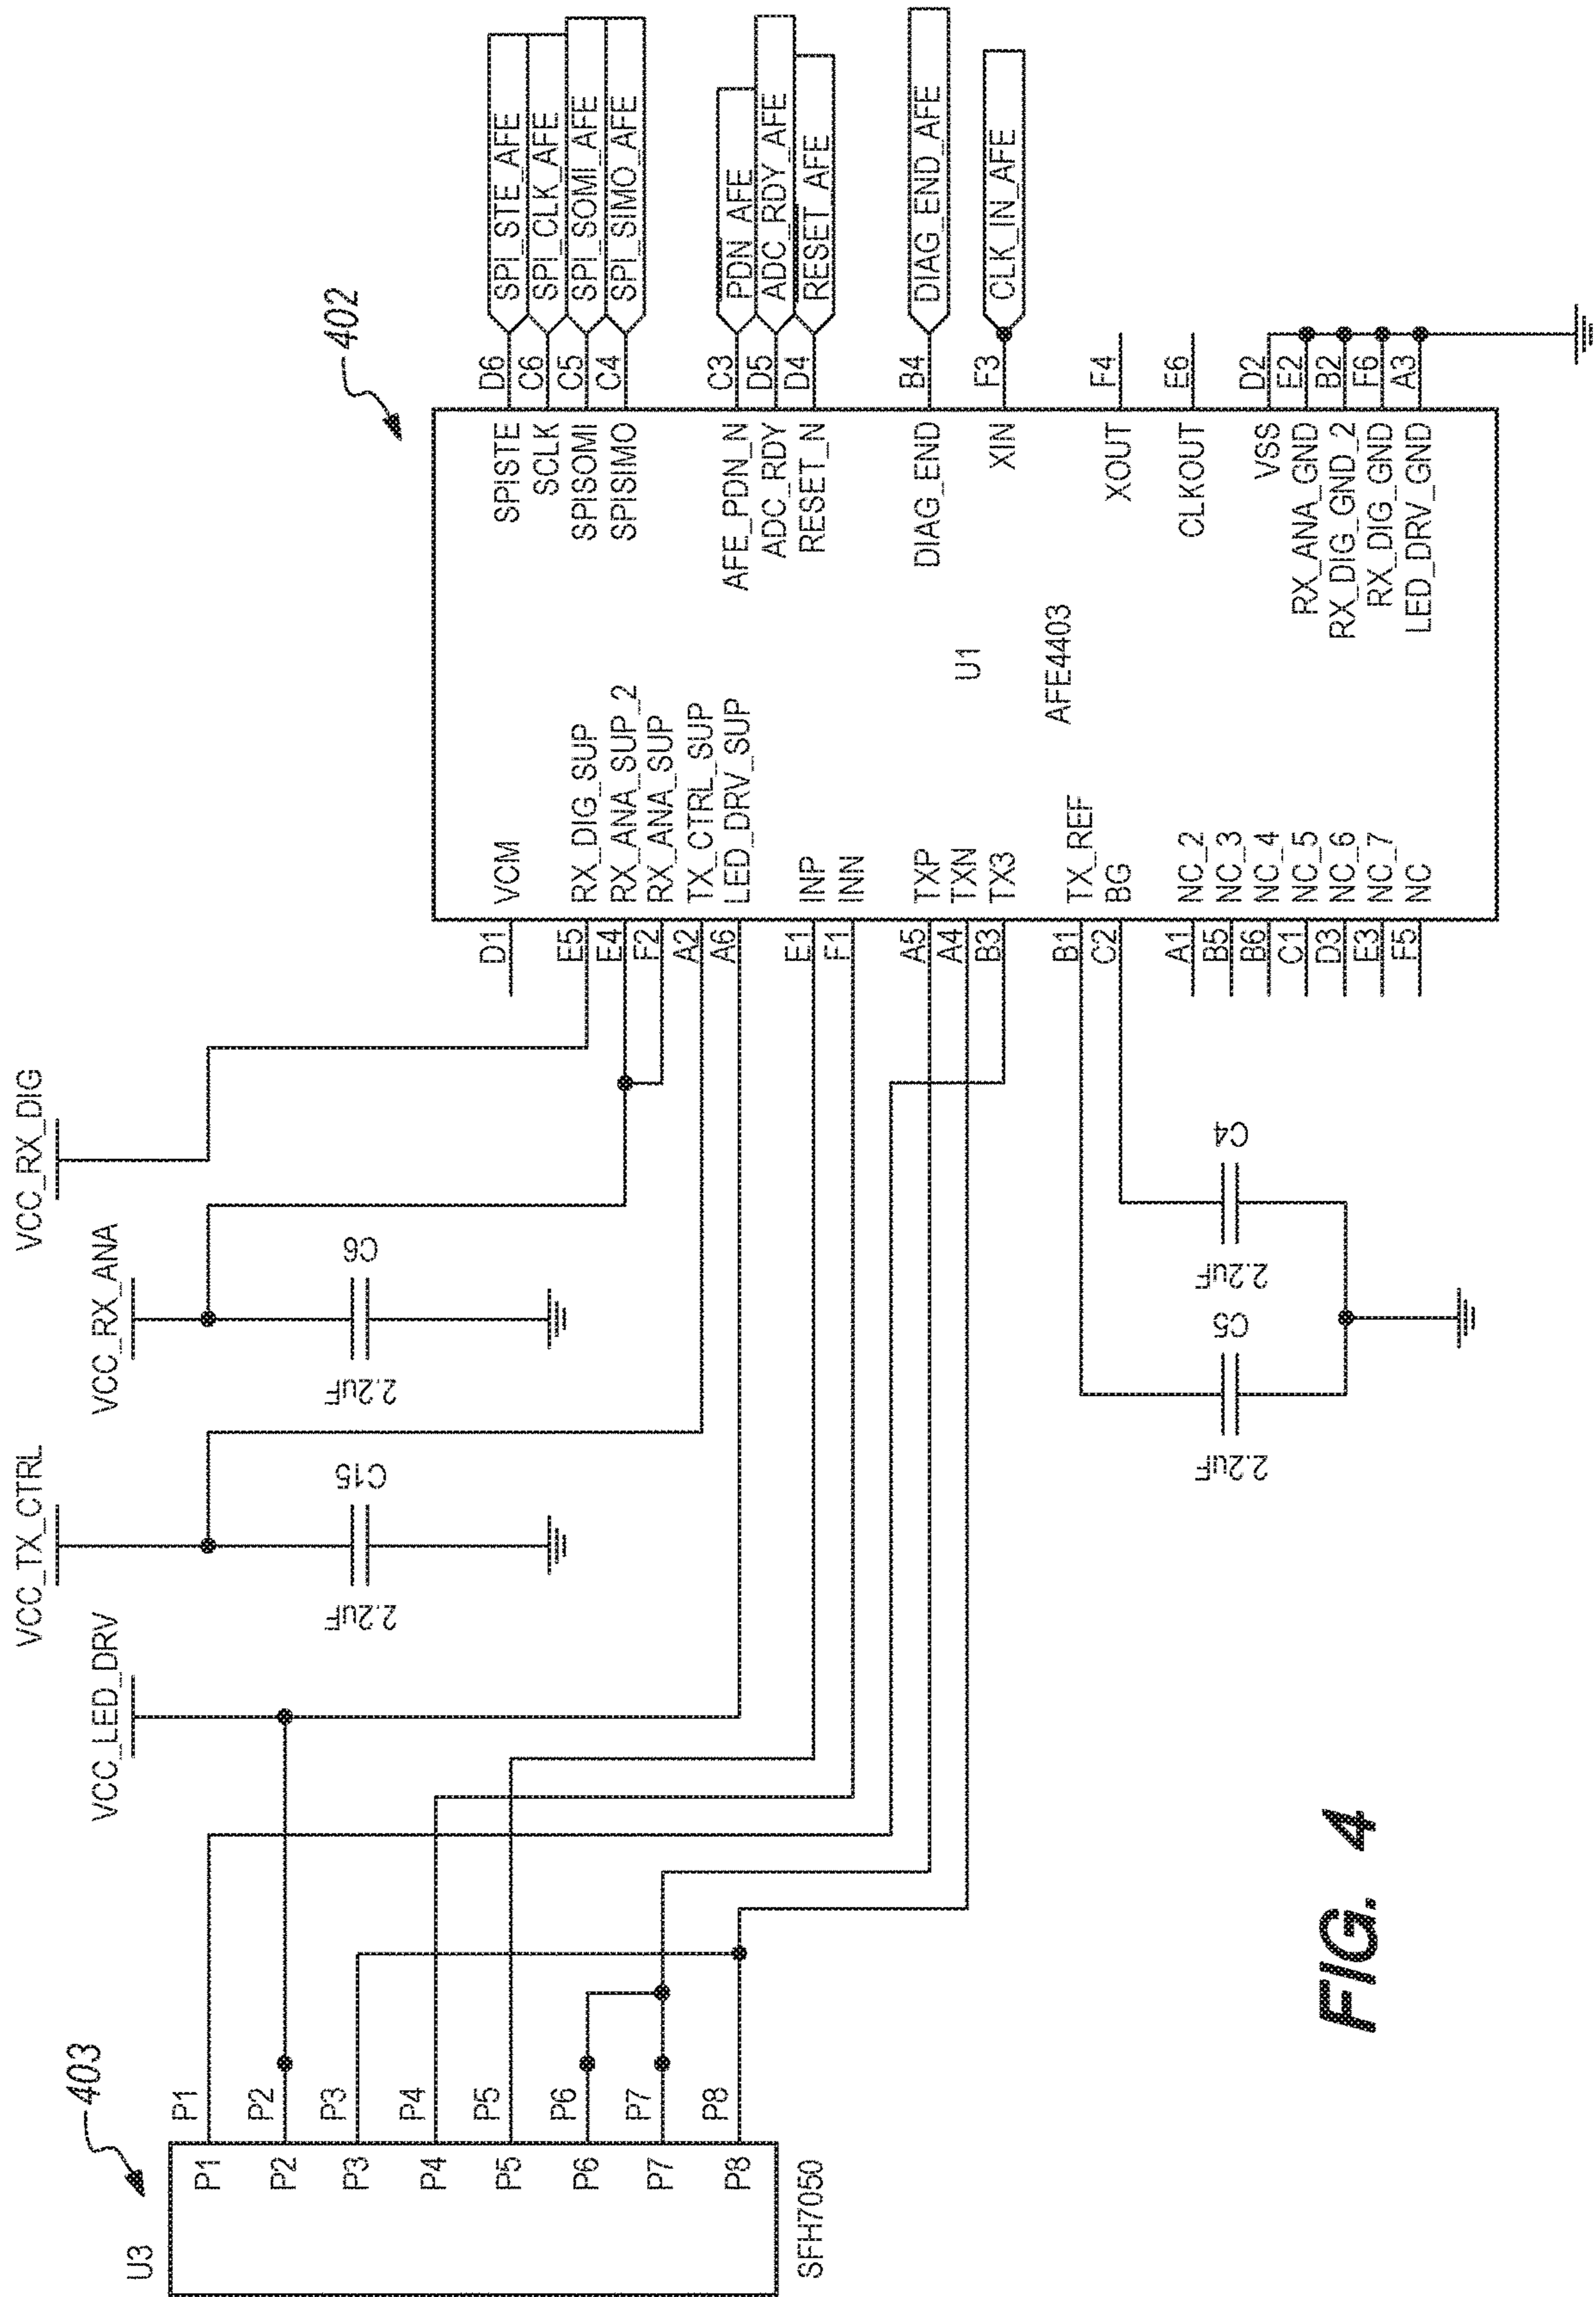 FIG. 4
403
U3
SFH7050
P1
P2
P3
P4
P5
P6
P7
P8
P1
P2
P3
P4
P5
P6
P7
P8
VCC_LED_DRV
VCC_TX_CTRL
VCC_RX_ANA
VCC_RX_DIG
C15
2.2uF
C6
2.2uF
C5
2.2uF
C4
2.2uF
402
U1
AFE4403
D1 VCM
E5 RX_DIG_SUP
E4 RX_ANA_SUP_2
F2 RX_ANA_SUP
A2 TX_CTRL_SUP
A6 LED_DRV_SUP
E1 INP
F1 INN
A5 TXP
A4 TXN
B3 TX3
B1 TX_REF
C2 BG
A1 NC_2
B5 NC_3
B6 NC_4
C1 NC_5
D3 NC_6
E3 NC_7
F5 NC
SPISTE D6 SPI_STE_AFE
SCLK C6 SPI_CLK_AFE
SPISOMI C5 SPI_SOMI_AFE
SPISIMO C4 SPI_SIMO_AFE
AFE_PDN_N C3 PDN_AFE
ADC_RDY D5 ADC_RDY_AFE
RESET_N D4 RESET_AFE
DIAG_END B4 DIAG_END_AFE
XIN F3 CLK_IN_AFE
XOUT F4
CLKOUT E6
VSS D2
RX_ANA_GND E2
RX_DIG_GND_2 B2
RX_DIG_GND F6
LED_DRV_GND A3